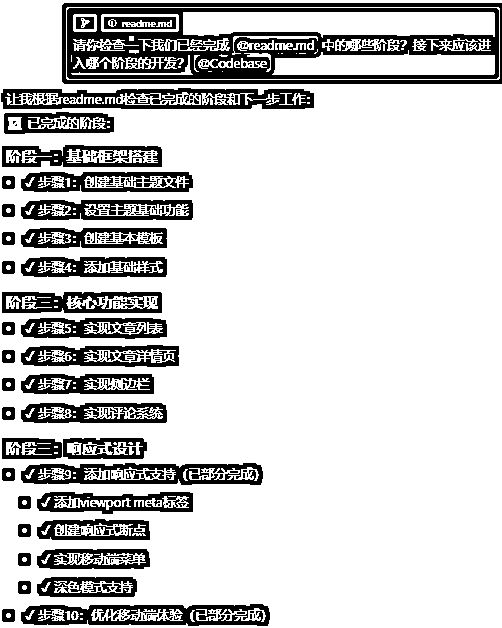 readme.md
请你检查一下我们已经完成 @readme.md 中的哪些阶段？接下来应该进
入哪个阶段的开发？ @Codebase
让我根据readme.md检查已完成的阶段和下一步工作:
已完成的阶段:
阶段一: 基础框架搭建
✓步骤1: 创建基础主题文件
✓步骤2: 设置主题基础功能
✓步骤3: 创建基本模板
✓步骤4: 添加基础样式
阶段二: 核心功能实现
✓步骤5: 实现文章列表
✓步骤6: 实现文章详情页
✓步骤7: 实现侧边栏
✓步骤8: 实现评论系统
阶段三: 响应式设计
✓步骤9: 添加响应式支持 (已部分完成)
✓添加viewport meta标签
✓创建响应式断点
✓实现移动端菜单
✓深色模式支持
✓步骤10: 优化移动端体验 (已部分完成)